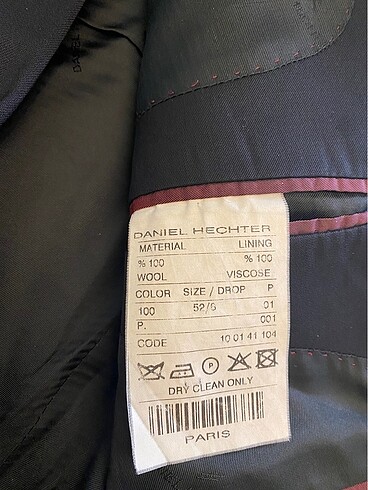 DANIEL HECHTER
MATERIAL LINING
% 100 % 100
WOOL VISCOSE
COLOR SIZE / DROP P
100 52/6 01
P. 001
CODE 10 01 41 104
P
DRY CLEAN ONLY
PARIS